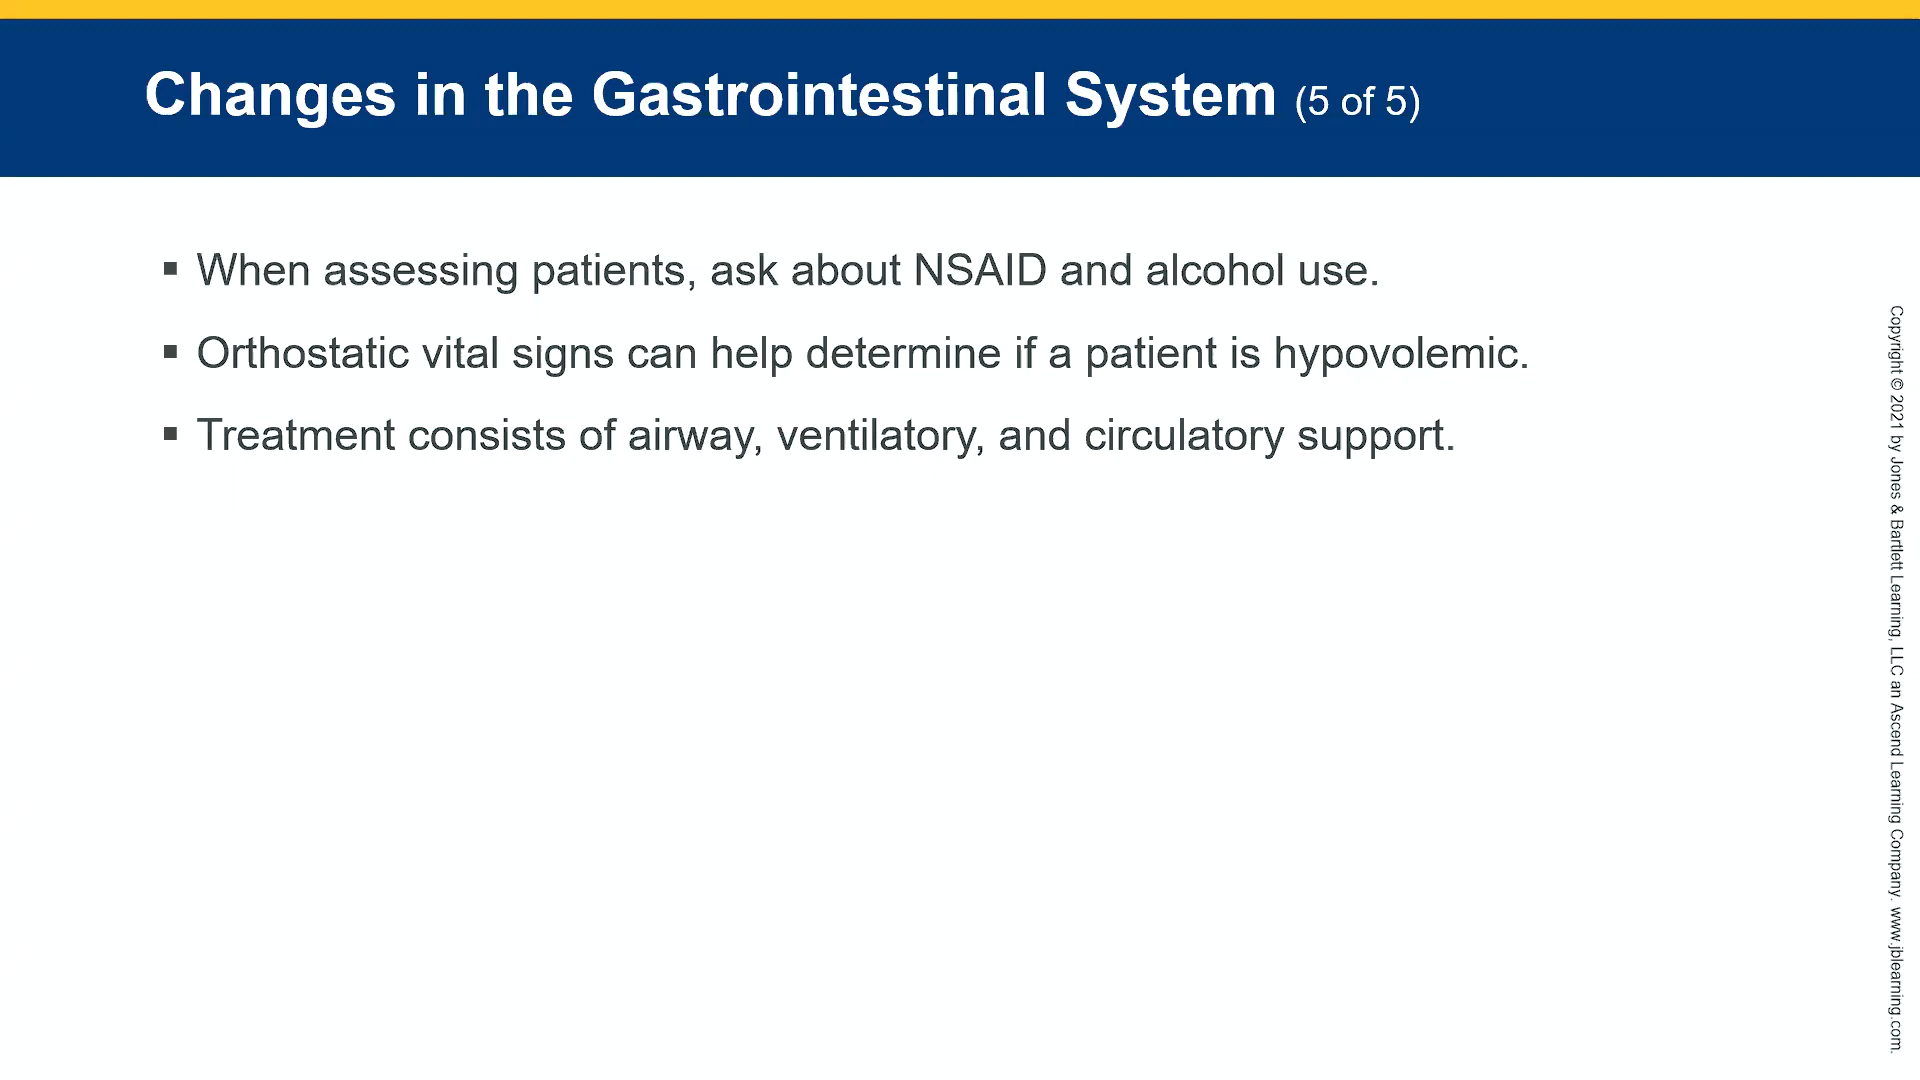 Changes in the Gastrointestinal System (5 of 5)
▪ When assessing patients, ask about NSAID and alcohol use.
▪ Orthostatic vital signs can help determine if a patient is hypovolemic.
▪ Treatment consists of airway, ventilatory, and circulatory support.
Copyright © 2021 by Jones & Bartlett Learning, LLC an Ascend Learning Company. www.jblearning.com.